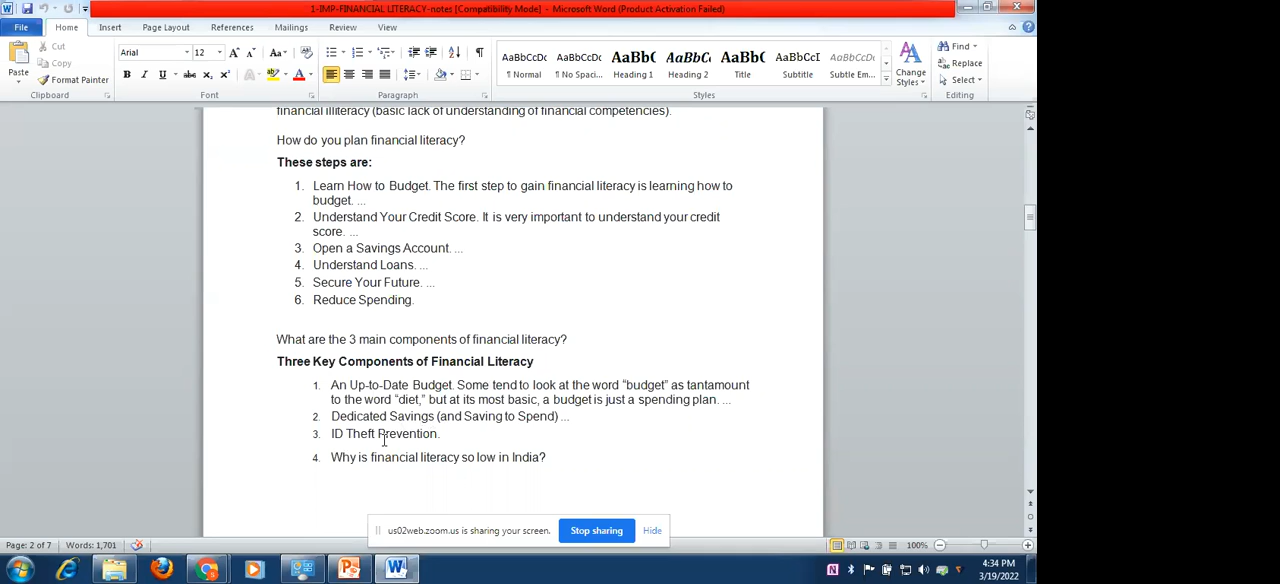 1-IMP-FINANCIAL LITERACY-notes [Compatibility Mode] - Microsoft Word (Product Activation Failed)
File Home Insert Page Layout References Mailings Review View
Paste
Cut
Copy
Format Painter
Clipboard
Arial 12
Font
Paragraph
AaBbCcDc AaBbCcDc AaBbC AaBbCc AaBbC AaBbCcI AaBbCcDc
¶ Normal ¶ No Spaci... Heading 1 Heading 2 Title Subtitle Subtle Em...
Styles
Change Styles
Find
Replace
Select
Editing
financial illiteracy (basic lack of understanding of financial competencies).
How do you plan financial literacy?
These steps are:
1. Learn How to Budget. The first step to gain financial literacy is learning how to
budget. ...
2. Understand Your Credit Score. It is very important to understand your credit
score. ...
3. Open a Savings Account. ...
4. Understand Loans. ...
5. Secure Your Future. ...
6. Reduce Spending.
What are the 3 main components of financial literacy?
Three Key Components of Financial Literacy
1. An Up-to-Date Budget. Some tend to look at the word “budget” as tantamount
to the word “diet,” but at its most basic, a budget is just a spending plan. ...
2. Dedicated Savings (and Saving to Spend) ...
3. ID Theft Prevention.
4. Why is financial literacy so low in India?
us02web.zoom.us is sharing your screen. Stop sharing Hide
Page: 2 of 7 Words: 1,701 100%
4:34 PM
3/19/2022